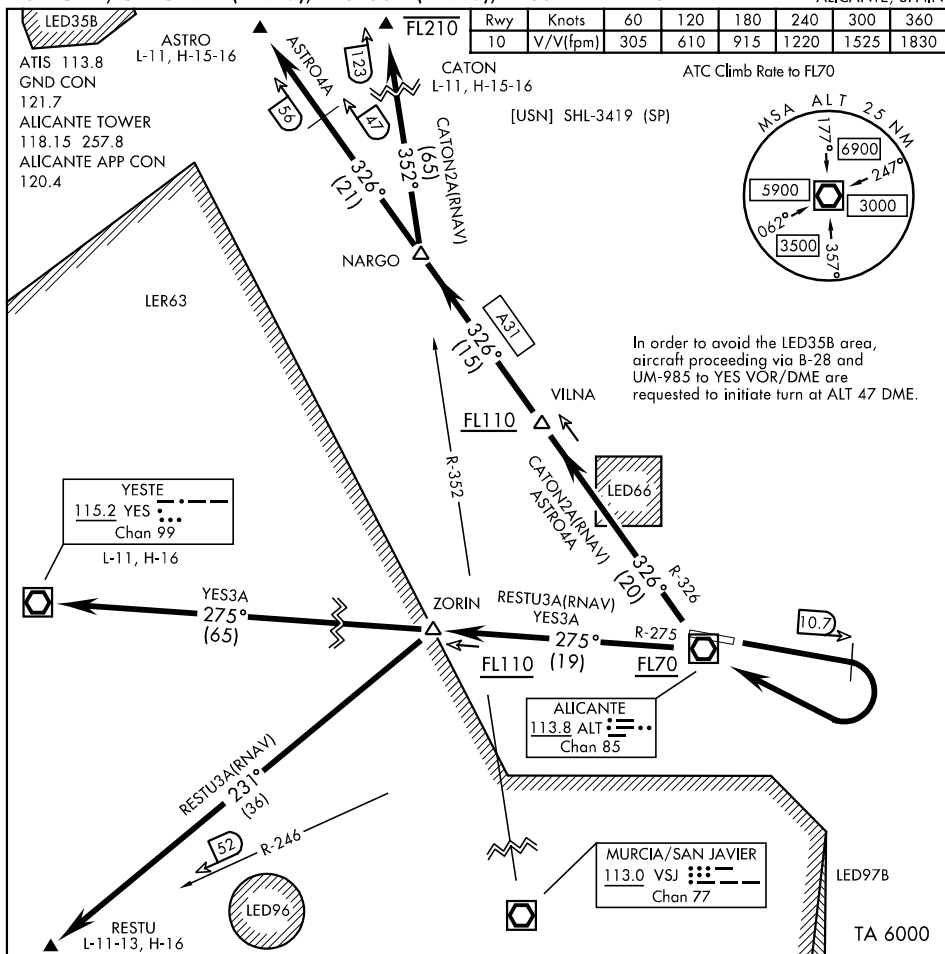 ALICANTE, SPAIN
LED35B
ATIS 113.8
GND CON
121.7
ALICANTE TOWER
118.15 257.8
ALICANTE APP CON
120.4
ASTRO
L-11, H-15-16
FL210
Rwy Knots 60 120 180 240 300 360
10 V/V(fpm) 305 610 915 1220 1525 1830
ATC Climb Rate to FL70
CATON
L-11, H-15-16
[USN] SHL-3419 (SP)
MSA ALT 25 NM
177°
6900
247°
5900
3000
062°
3500
357°
ASTRO4A
56
47
123
326°
(21)
352°
(65)
CATON2A(RNAV)
NARGO
LER63
A31
326°
(15)
In order to avoid the LED35B area,
aircraft proceeding via B-28 and
UM-985 to YES VOR/DME are
requested to initiate turn at ALT 47 DME.
VILNA
FL110
R-352
LED66
CATON2A(RNAV)
ASTRO4A
326°
(20)
R-326
YESTE
115.2 YES
Chan 99
L-11, H-16
YES3A
275°
(65)
ZORIN
RESTU3A(RNAV)
YES3A
275°
(19)
R-275
10.7
FL110
FL70
ALICANTE
113.8 ALT
Chan 85
RESTU3A(RNAV)
231°
(36)
52
R-246
LED96
RESTU
L-11-13, H-16
MURCIA/SAN JAVIER
113.0 VSJ
Chan 77
LED97B
TA 6000